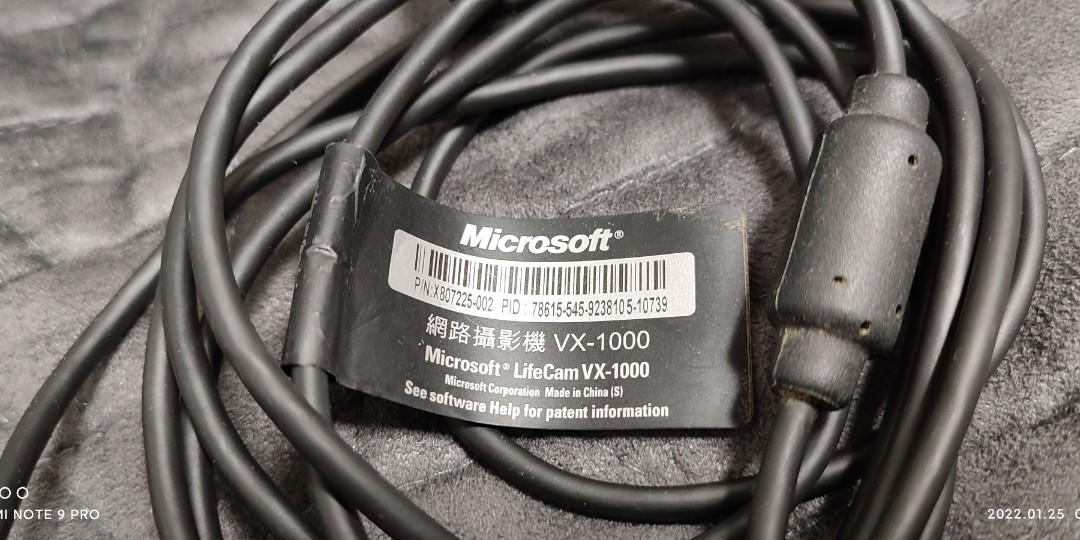 Microsoft®
P/N:X807225-002 PID : 78615-545-9238105-10739
網路攝影機 VX-1000
Microsoft® LifeCam VX-1000
Microsoft Corporation Made in China (S)
See software Help for patent information
MI NOTE 9 PRO
2022.01.25